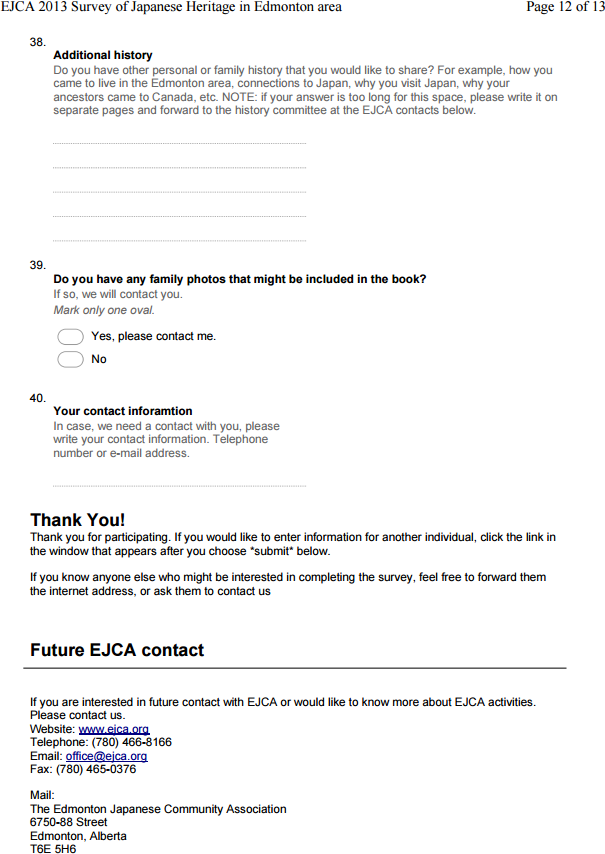 EJCA 2013 Survey of Japanese Heritage in Edmonton area
Page 12 of 13
38.
Additional history
Do you have other personal or family history that you would like to share? For example, how you
came to live in the Edmonton area, connections to Japan, why you visit Japan, why your
ancestors came to Canada, etc. NOTE: if your answer is too long for this space, please write it on
separate pages and forward to the history committee at the EJCA contacts below.
39.
Do you have any family photos that might be included in the book?
If so, we will contact you.
Mark only one oval.
Yes, please contact me.
No
40.
Your contact inforamtion
In case, we need a contact with you, please
write your contact information. Telephone
number or e-mail address.
Thank You!
Thank you for participating. If you would like to enter information for another individual, click the link in
the window that appears after you choose *submit* below.
If you know anyone else who might be interested in completing the survey, feel free to forward them
the internet address, or ask them to contact us
Future EJCA contact
If you are interested in future contact with EJCA or would like to know more about EJCA activities.
Please contact us.
Website: www.ejca.org
Telephone: (780) 466-8166
Email: office@ejca.org
Fax: (780) 465-0376
Mail:
The Edmonton Japanese Community Association
6750-88 Street
Edmonton, Alberta
T6E 5H6